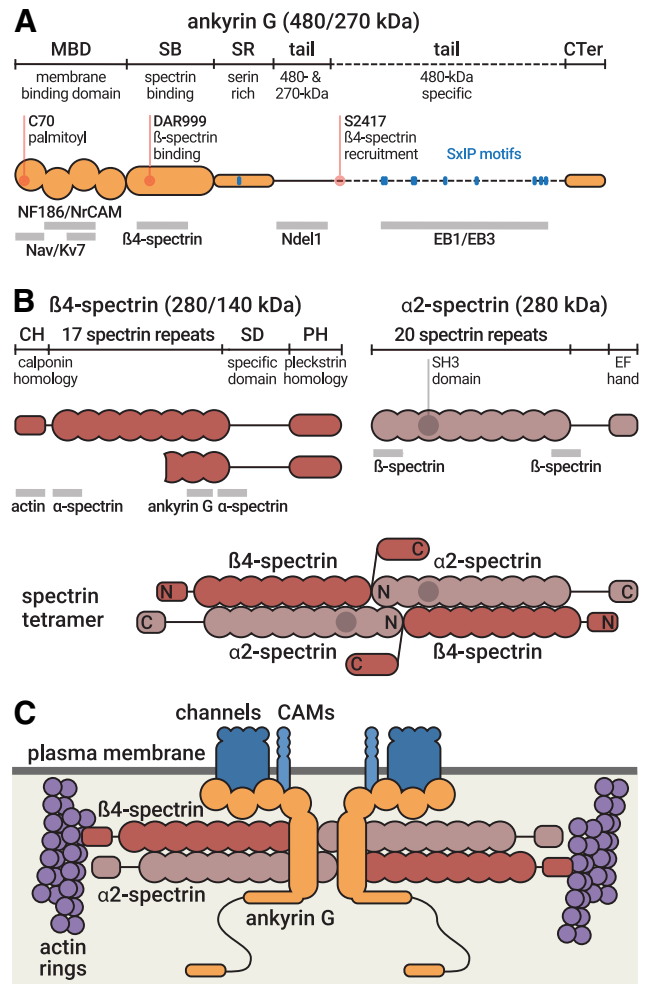 A
ankyrin G (480/270 kDa)
MBD SB SR tail tail CTer
membrane spectrin serin 480- & 480-kDa
binding domain binding rich 270-kDa specific
C70 DAR999 S2417
palmitoyl ß-spectrin ß4-spectrin
binding recruitment SxIP motifs
NF186/NrCAM
Nav/Kv7 ß4-spectrin Ndel1 EB1/EB3
B
ß4-spectrin (280/140 kDa) α2-spectrin (280 kDa)
CH 17 spectrin repeats SD PH 20 spectrin repeats
calponin specific pleckstrin SH3 EF
homology domain homology domain hand
ß-spectrin ß-spectrin
actin α-spectrin ankyrin G α-spectrin
C
ß4-spectrin α2-spectrin
spectrin N N C
tetramer C N N
α2-spectrin ß4-spectrin
C
C
channels CAMs
plasma membrane
ß4-spectrin
α2-spectrin
ankyrin G
actin
rings